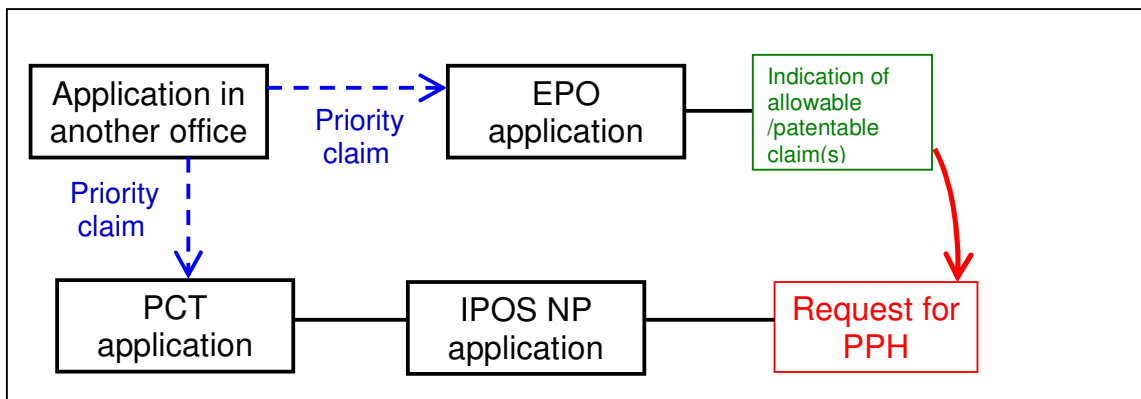 Application in
another office
Priority
claim
EPO
application
Indication of
allowable
/patentable
claim(s)
Priority
claim
PCT
application
IPOS NP
application
Request for
PPH